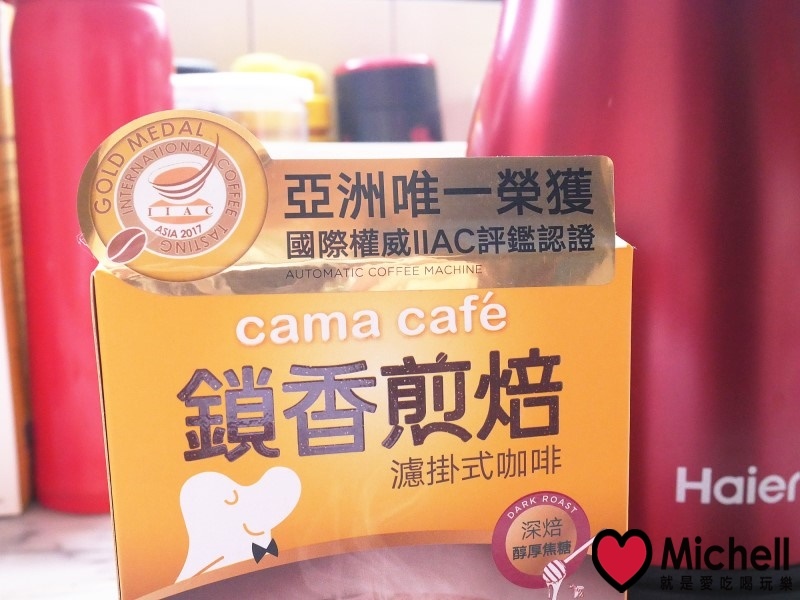 GOLD MEDAL
INTERNATIONAL COFFEE TASTING
IIAC
ASIA 2017
亞洲唯一榮獲
國際權威IIAC評鑑認證
AUTOMATIC COFFEE MACHINE
cama café
鎖香煎焙
濾掛式咖啡
DARK ROAST
深焙
醇厚焦糖
Haier
Michell
就是愛吃喝玩樂